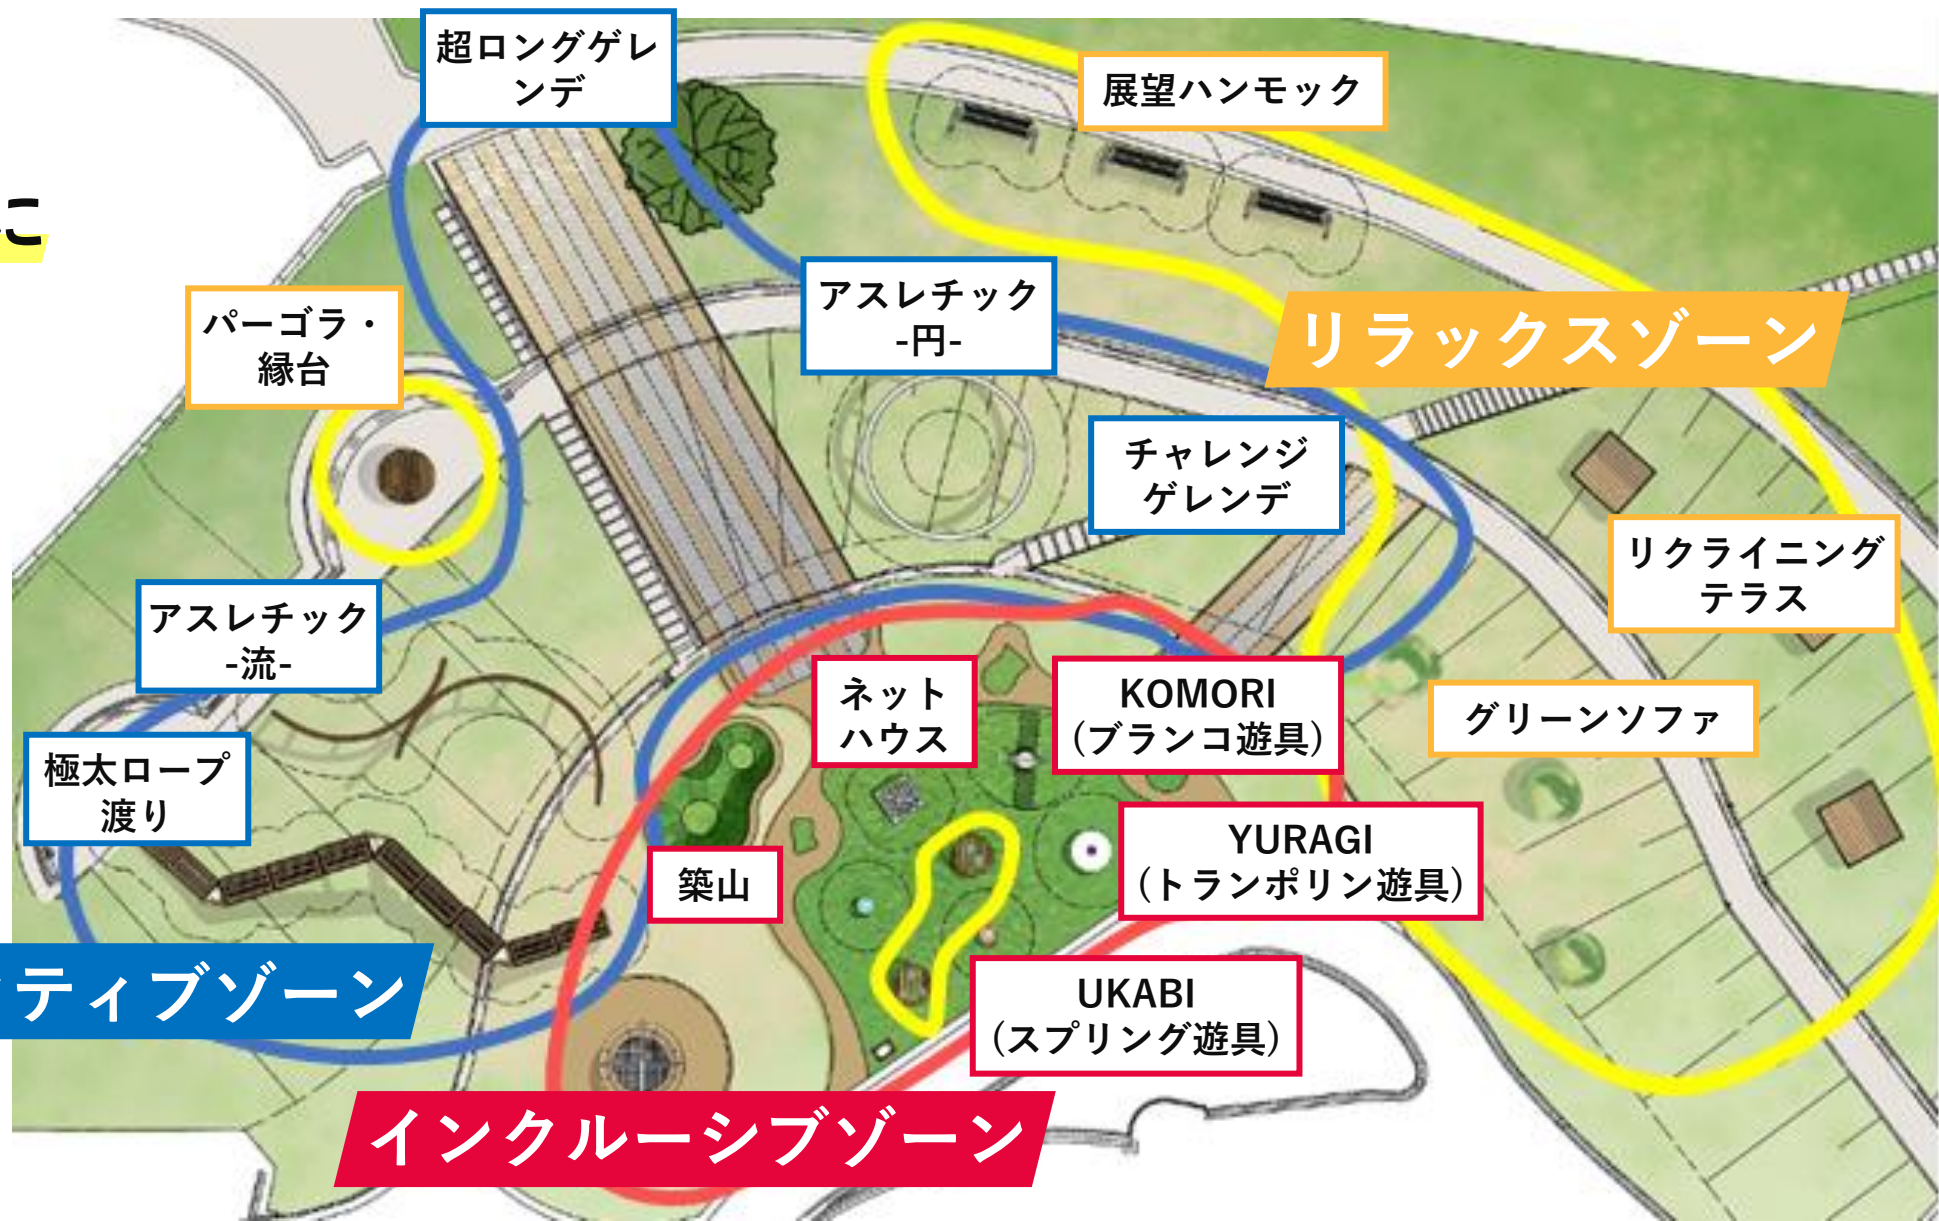 超ロングゲレ
ンデ
展望ハンモック
に
アスレチック
-円-
パーゴラ・
縁台
リラックスゾーン
チャレンジ
ゲレンデ
リクライニング
テラス
アスレチック
-流-
ネット
ハウス
KOMORI
(ブランコ遊具)
グリーンソファ
極太ロープ
渡り
YURAGI
(トランポリン遊具)
築山
ティブゾーン
UKABI
(スプリング遊具)
インクルーシブゾーン